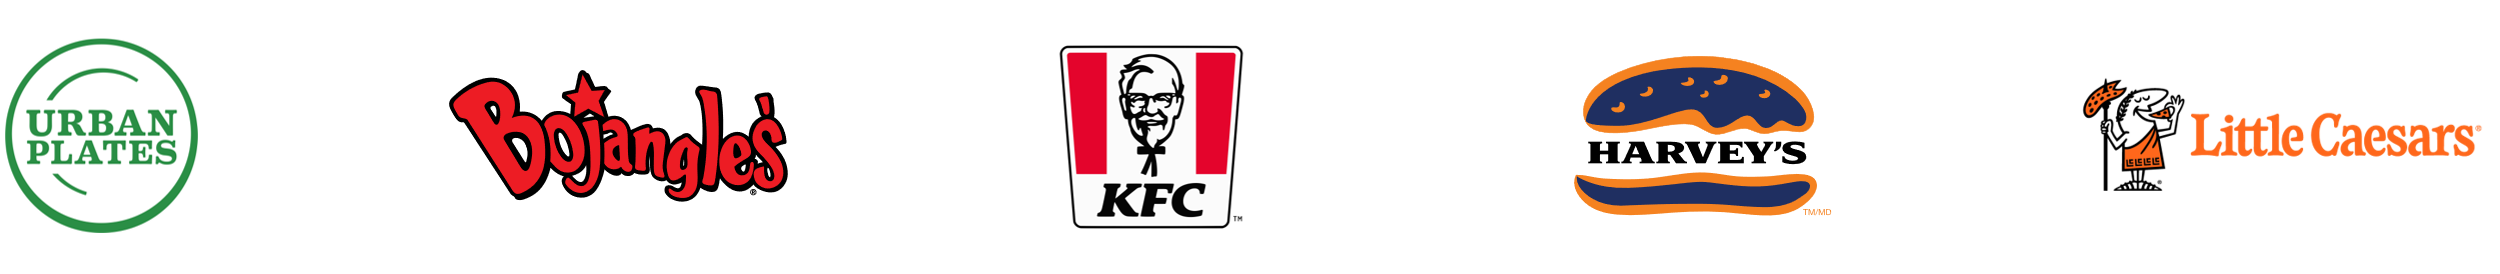 URBAN
PLATES
Bojangles'®
KFC
TM
HARVEY'S
TM/MD
Little Caesars®